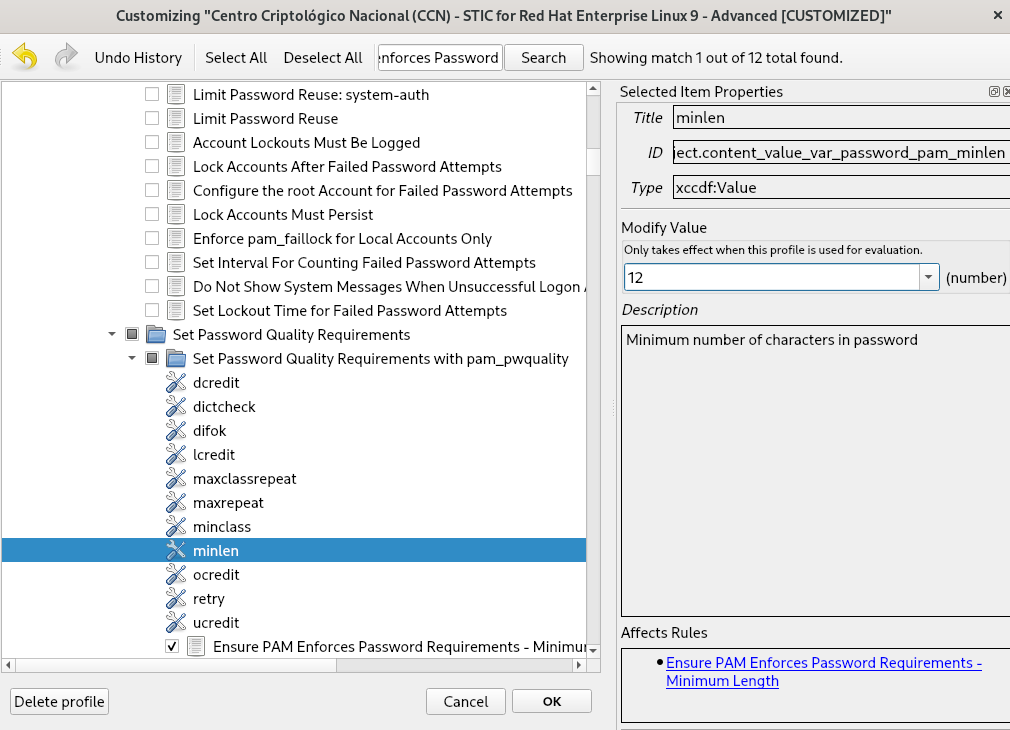 Customizing "Centro Criptológico Nacional (CCN) - STIC for Red Hat Enterprise Linux 9 - Advanced [CUSTOMIZED]"
Undo History
Select All
Deselect All
enforces Password
Search
Showing match 1 out of 12 total found.
Limit Password Reuse: system-auth
Limit Password Reuse
Account Lockouts Must Be Logged
Lock Accounts After Failed Password Attempts
Configure the root Account for Failed Password Attempts
Lock Accounts Must Persist
Enforce pam_faillock for Local Accounts Only
Set Interval For Counting Failed Password Attempts
Do Not Show System Messages When Unsuccessful Logon
Set Lockout Time for Failed Password Attempts
Set Password Quality Requirements
Set Password Quality Requirements with pam_pwquality
dcredit
dictcheck
difok
lcredit
maxclassrepeat
maxrepeat
minclass
minlen
ocredit
retry
ucredit
Ensure PAM Enforces Password Requirements - Minimu
Delete profile
Cancel
OK
Selected Item Properties
Title
minlen
ID
ject.content_value_var_password_pam_minlen
Type
xccdf:Value
Modify Value
Only takes effect when this profile is used for evaluation.
12
(number)
Description
Minimum number of characters in password
Affects Rules
Ensure PAM Enforces Password Requirements -
Minimum Length